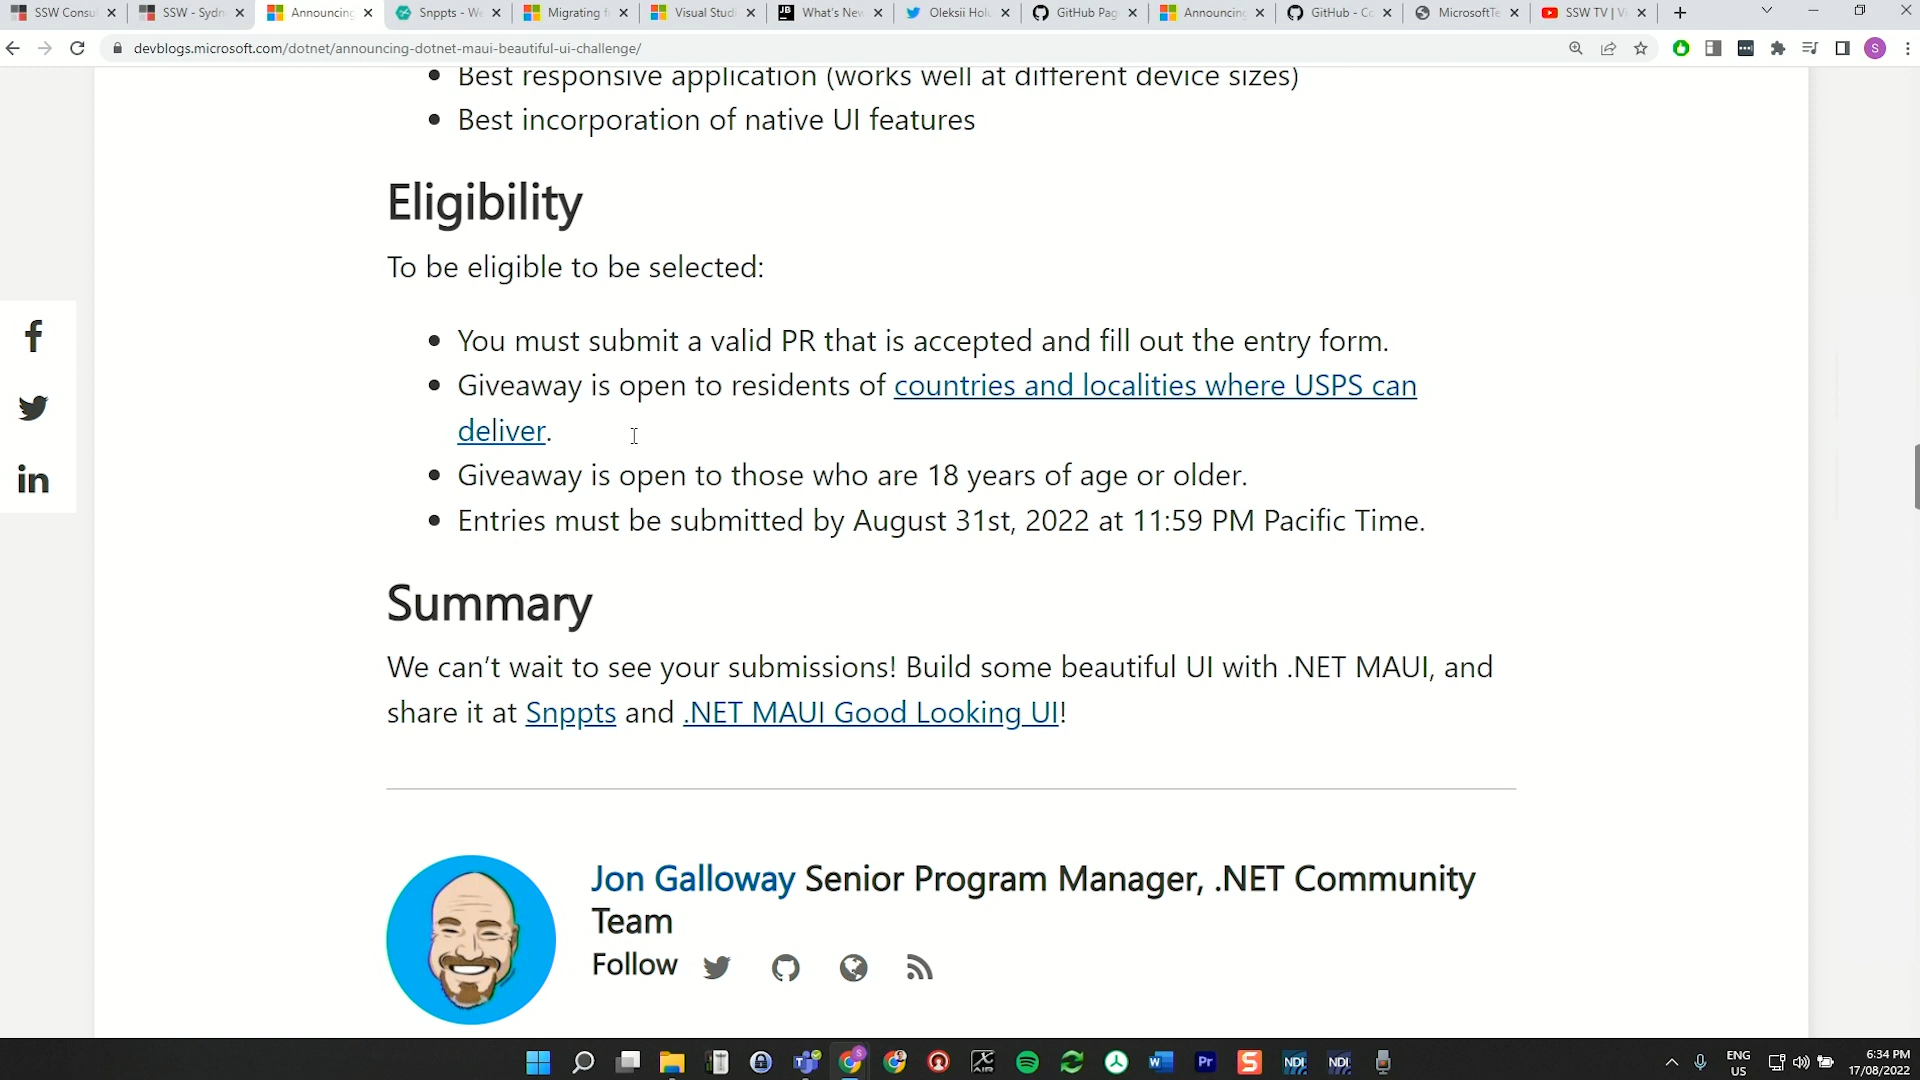 SSW Consul
SSW - Sydn
Announcing
Snppts - We
Migrating f
Visual Studi
What's New
Oleksii Hol
GitHub Pag
Announcing
GitHub - Co
MicrosoftTe
SSW TV | Vi
devblogs.microsoft.com/dotnet/announcing-dotnet-maui-beautiful-ui-challenge/
S
Best responsive application (works well at different device sizes)
Best incorporation of native UI features
Eligibility
To be eligible to be selected:
You must submit a valid PR that is accepted and fill out the entry form.
Giveaway is open to residents of countries and localities where USPS can
deliver.
Giveaway is open to those who are 18 years of age or older.
Entries must be submitted by August 31st, 2022 at 11:59 PM Pacific Time.
Summary
We can't wait to see your submissions! Build some beautiful UI with .NET MAUI, and
share it at Snppts and .NET MAUI Good Looking UI!
Jon Galloway Senior Program Manager, .NET Community
Team
Follow
ENG
US
6:34 PM
17/08/2022